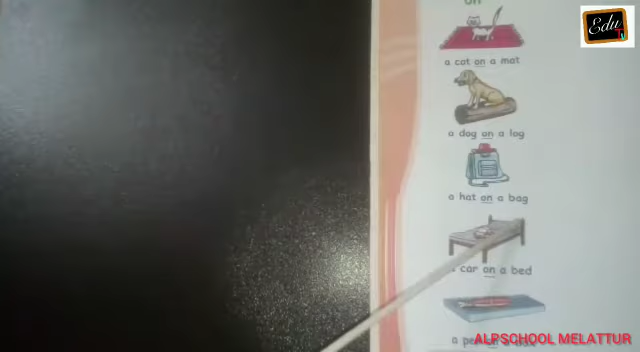 on
Edu
a cat on a mat
a dog on a log
a hat on a bag
car on a bed
a
ALPSCHOOL MELATTUR